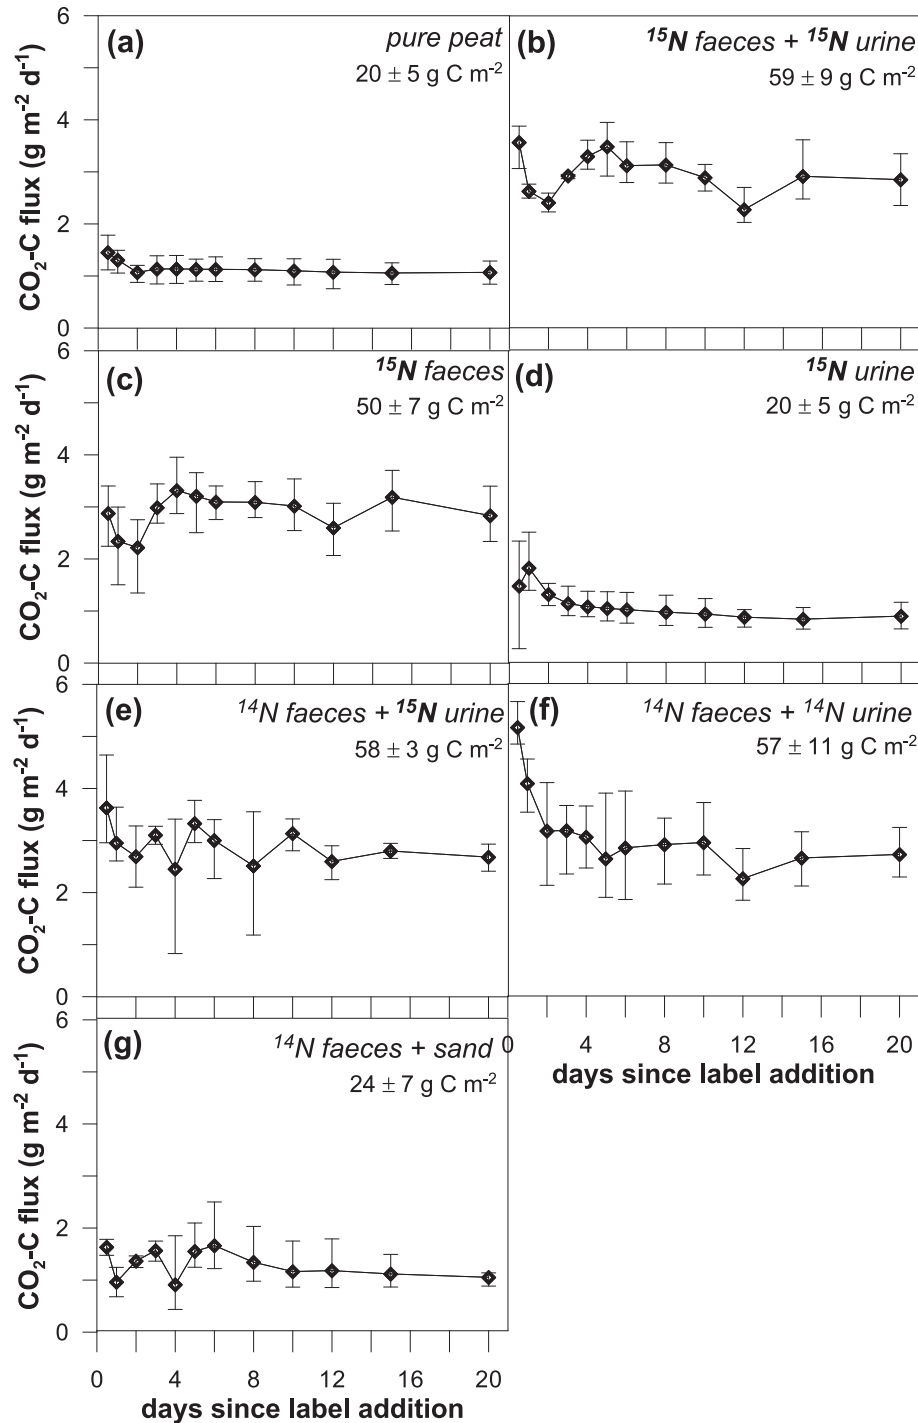 (a) pure peat
20 ± 5 g C m⁻²
CO₂-C flux (g m⁻² d⁻¹)
6
4
2
0
(b) ¹⁵N faeces + ¹⁵N urine
59 ± 9 g C m⁻²
(c) ¹⁵N faeces
50 ± 7 g C m⁻²
CO₂-C flux (g m⁻² d⁻¹)
4
2
0
(d) ¹⁵N urine
20 ± 5 g C m⁻²
(e) ¹⁴N faeces + ¹⁵N urine
58 ± 3 g C m⁻²
CO₂-C flux (g m⁻² d⁻¹)
6
4
2
0
(f) ¹⁴N faeces + ¹⁴N urine
57 ± 11 g C m⁻²
0 4 8 12 16 20
days since label addition
(g) ¹⁴N faeces + sand
24 ± 7 g C m⁻²
CO₂-C flux (g m⁻² d⁻¹)
6
4
2
0
0 4 8 12 16 20
days since label addition